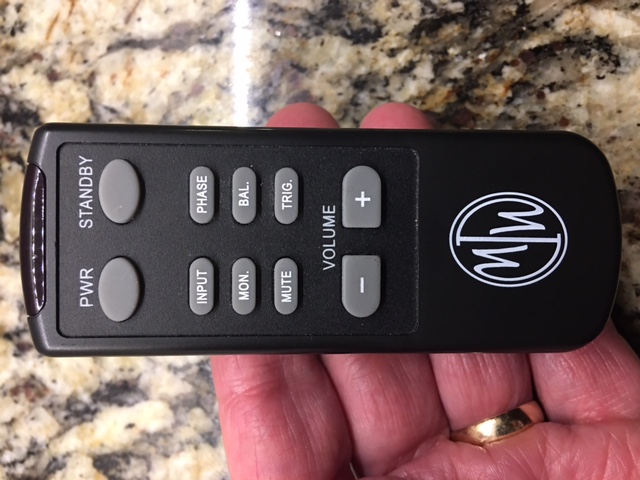 PWR STANDBY
INPUT PHASE
MON. BAL.
MUTE TRIG.
VOLUME
− +